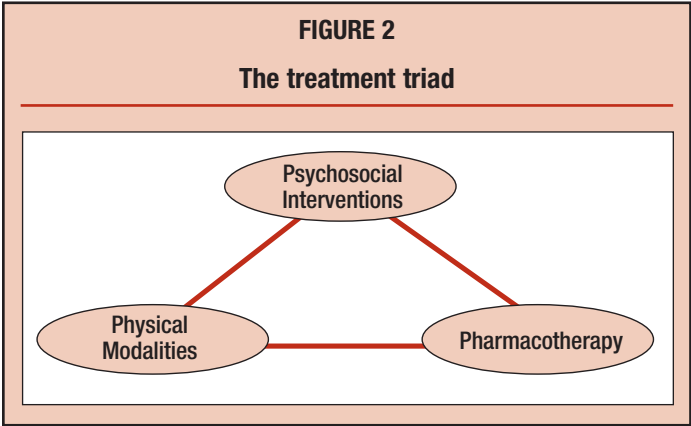 FIGURE 2
The treatment triad
Psychosocial
Interventions
Physical
Modalities
Pharmacotherapy